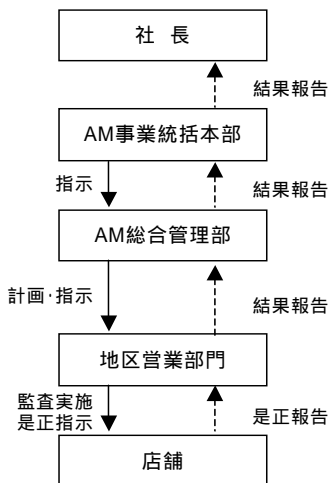 社 長
結果報告
AM事業統括本部
指示
結果報告
AM総合管理部
計画·指示
結果報告
地区営業部門
監査実施
是正指示
是正報告
店舗